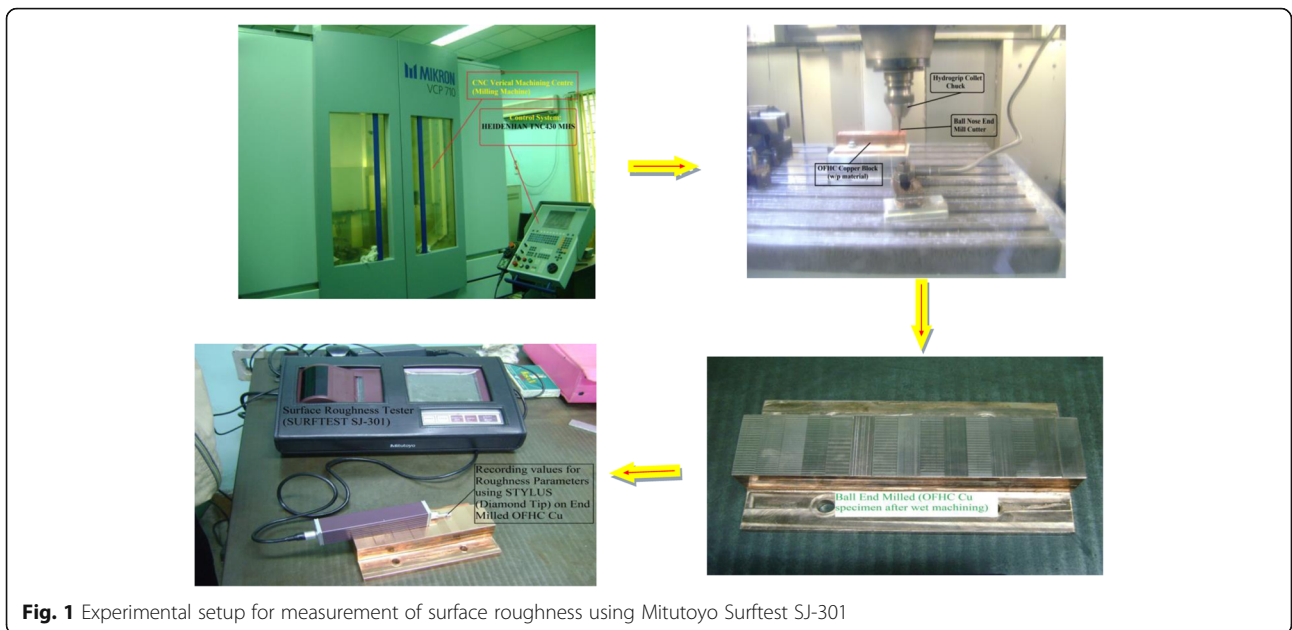 MIKRON
VCP 710
CNC Verical Machining Centre
(Milling Machine)
Control System
HEIDENHAN TNC430 MHS
Hydrogrip Collet
Chuck
Ball Nose End
Mill Cutter
OFHC Copper Block
(w/p material)
Surface Roughness Tester
(SURFTEST SJ-301)
Mitutoyo
Recording values for
Roughness Parameters
using STYLUS
(Diamond Tip) on End
Milled OFHC Cu
Ball End Milled (OFHC Cu
specimen after wet machining)
Fig. 1 Experimental setup for measurement of surface roughness using Mitutoyo Surftest SJ-301